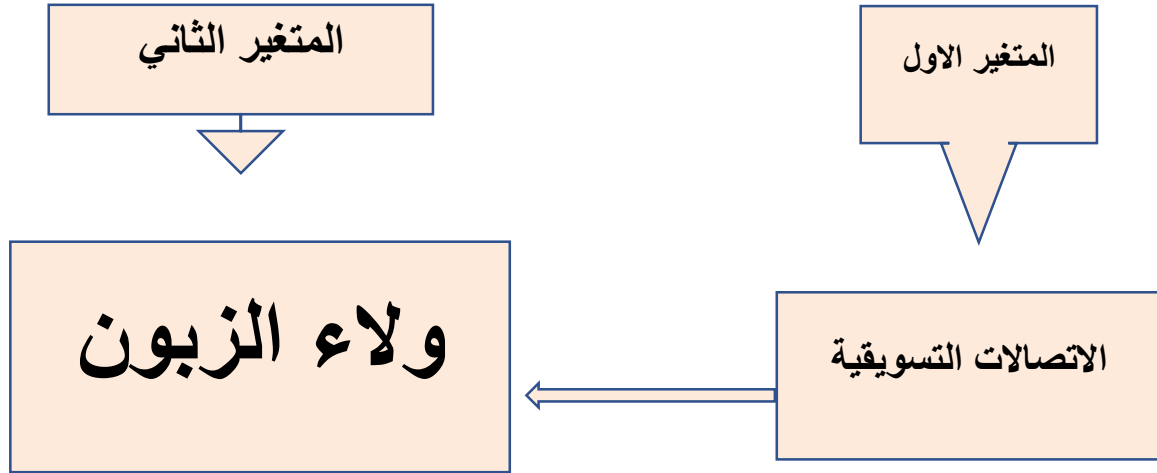 المتغير الاول
المتغير الثاني
الاتصالات التسويقية
ولاء الزبون